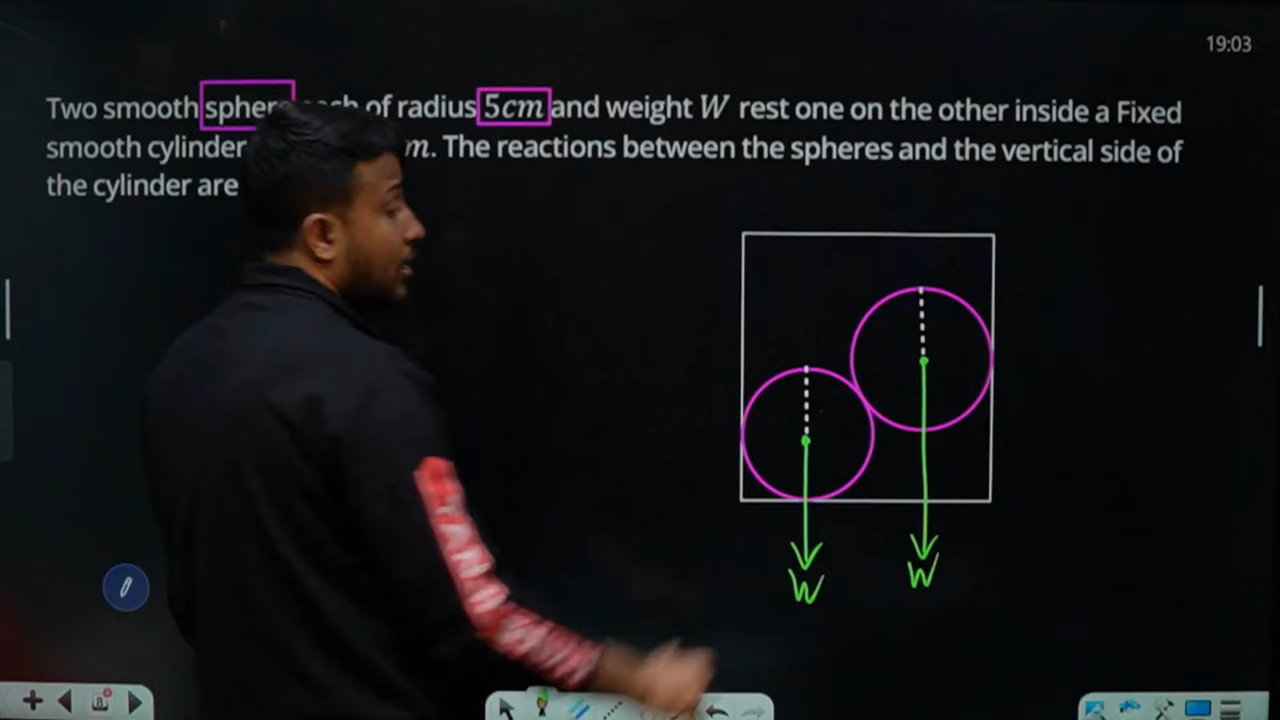 19:03
Two smooth sphere each of radius 5cm and weight W rest one on the other inside a Fixed
smooth cylinder m. The reactions between the spheres and the vertical side of
the cylinder are
W
W